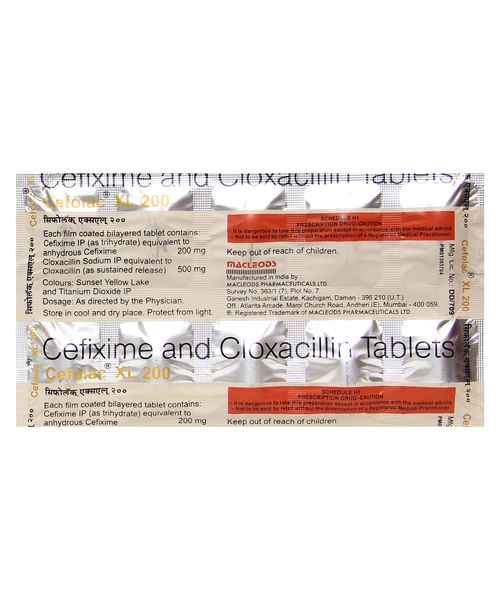 Cefixime and Cloxacillin Tablets
Cefolac® XL 200
सिफोलॅक् एक्सएल् २००
Each film coated bilayered tablet contains:
Cefixime IP (as trihydrate) equivalent to
anhydrous Cefixime 200 mg
Cloxacillin Sodium IP equivalent to
Cloxacillin (as sustained release) 500 mg
Colours: Sunset Yellow Lake
and Titanium Dioxide IP
Dosage: As directed by the Physician.
Store in cool and dry place. Protect from light.
SCHEDULE H1
PRESCRIPTION DRUG-CAUTION
- It is dangerous to take this preparation except in accordance with the medical advice
- Not to be sold by retail without the prescription of a Registered Medical Practitioner
Keep out of reach of children.
MACLEODS
Manufactured in India by
MACLEODS PHARMACEUTICALS LTD.
Survey No. 363/1 (7), Plot No. 7,
Ganesh Industrial Estate, Kachigam, Daman - 396 210 (U.T.)
Off. Atlanta Arcade, Marol Church Road, Andheri (E), Mumbai - 400 059.
®: Registered Trademark of MACLEODS PHARMACEUTICALS LTD.
Mfg. Lic. No. DD/709
Cefolac® XL 200
Cefixime and Cloxacillin Tablets
Cefolac® XL 200
सिफोलॅक् एक्सएल् २००
Each film coated bilayered tablet contains:
Cefixime IP (as trihydrate) equivalent to
anhydrous Cefixime 200 mg
SCHEDULE H1
PRESCRIPTION DRUG-CAUTION
- It is dangerous to take this preparation except in accordance with the medical advice
- Not to be sold by retail without the prescription of a Registered Medical Practitioner
Keep out of reach of children.